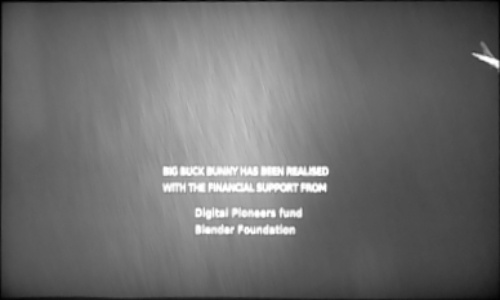 BIG BUCK BUNNY HAS BEEN REALISED
WITH THE FINANCIAL SUPPORT FROM
Digital Pioneers fund
Blender Foundation